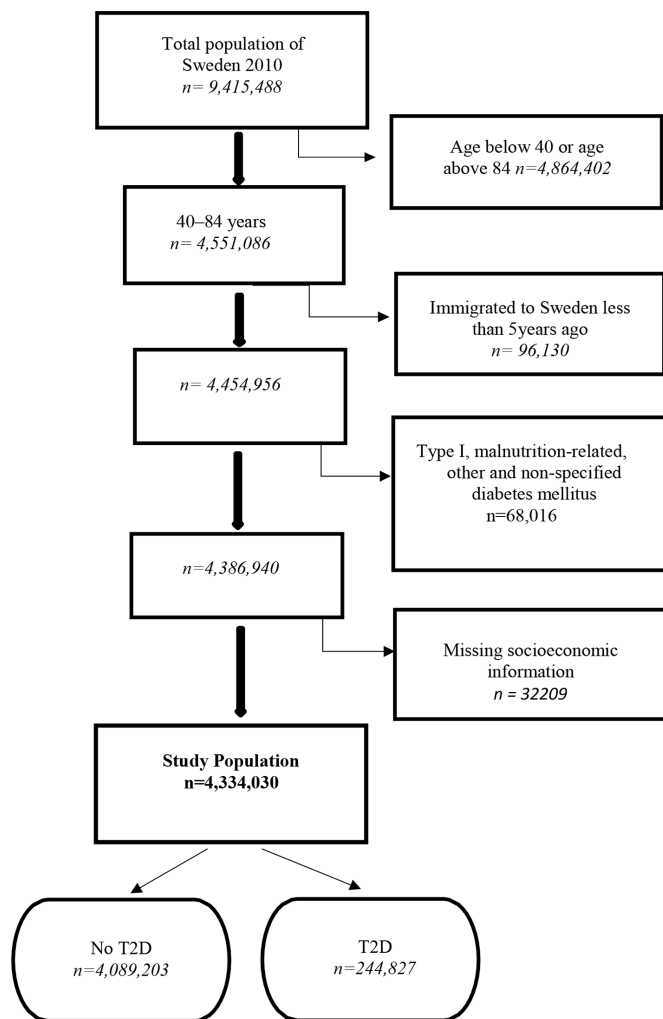 Total population of
Sweden 2010
n= 9,415,488
Age below 40 or age
above 84 n=4,864,402
40–84 years
n= 4,551,086
Immigrated to Sweden less
than 5years ago
n= 96,130
n= 4,454,956
Type I, malnutrition-related,
other and non-specified
diabetes mellitus
n=68,016
n=4,386,940
Missing socioeconomic
information
n = 32209
Study Population
n=4,334,030
No T2D
n=4,089,203
T2D
n=244,827